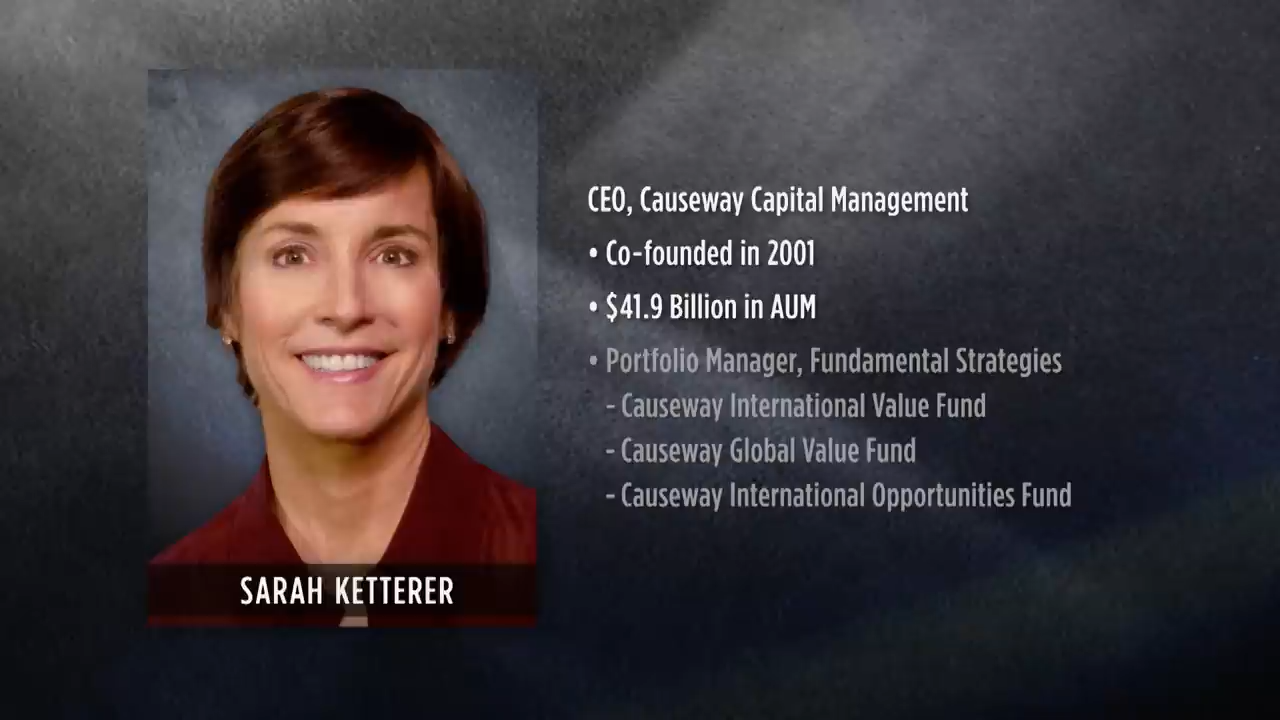 CEO, Causeway Capital Management
• Co-founded in 2001
• $41.9 Billion in AUM
• Portfolio Manager, Fundamental Strategies
- Causeway International Value Fund
- Causeway Global Value Fund
- Causeway International Opportunities Fund
SARAH KETTERER